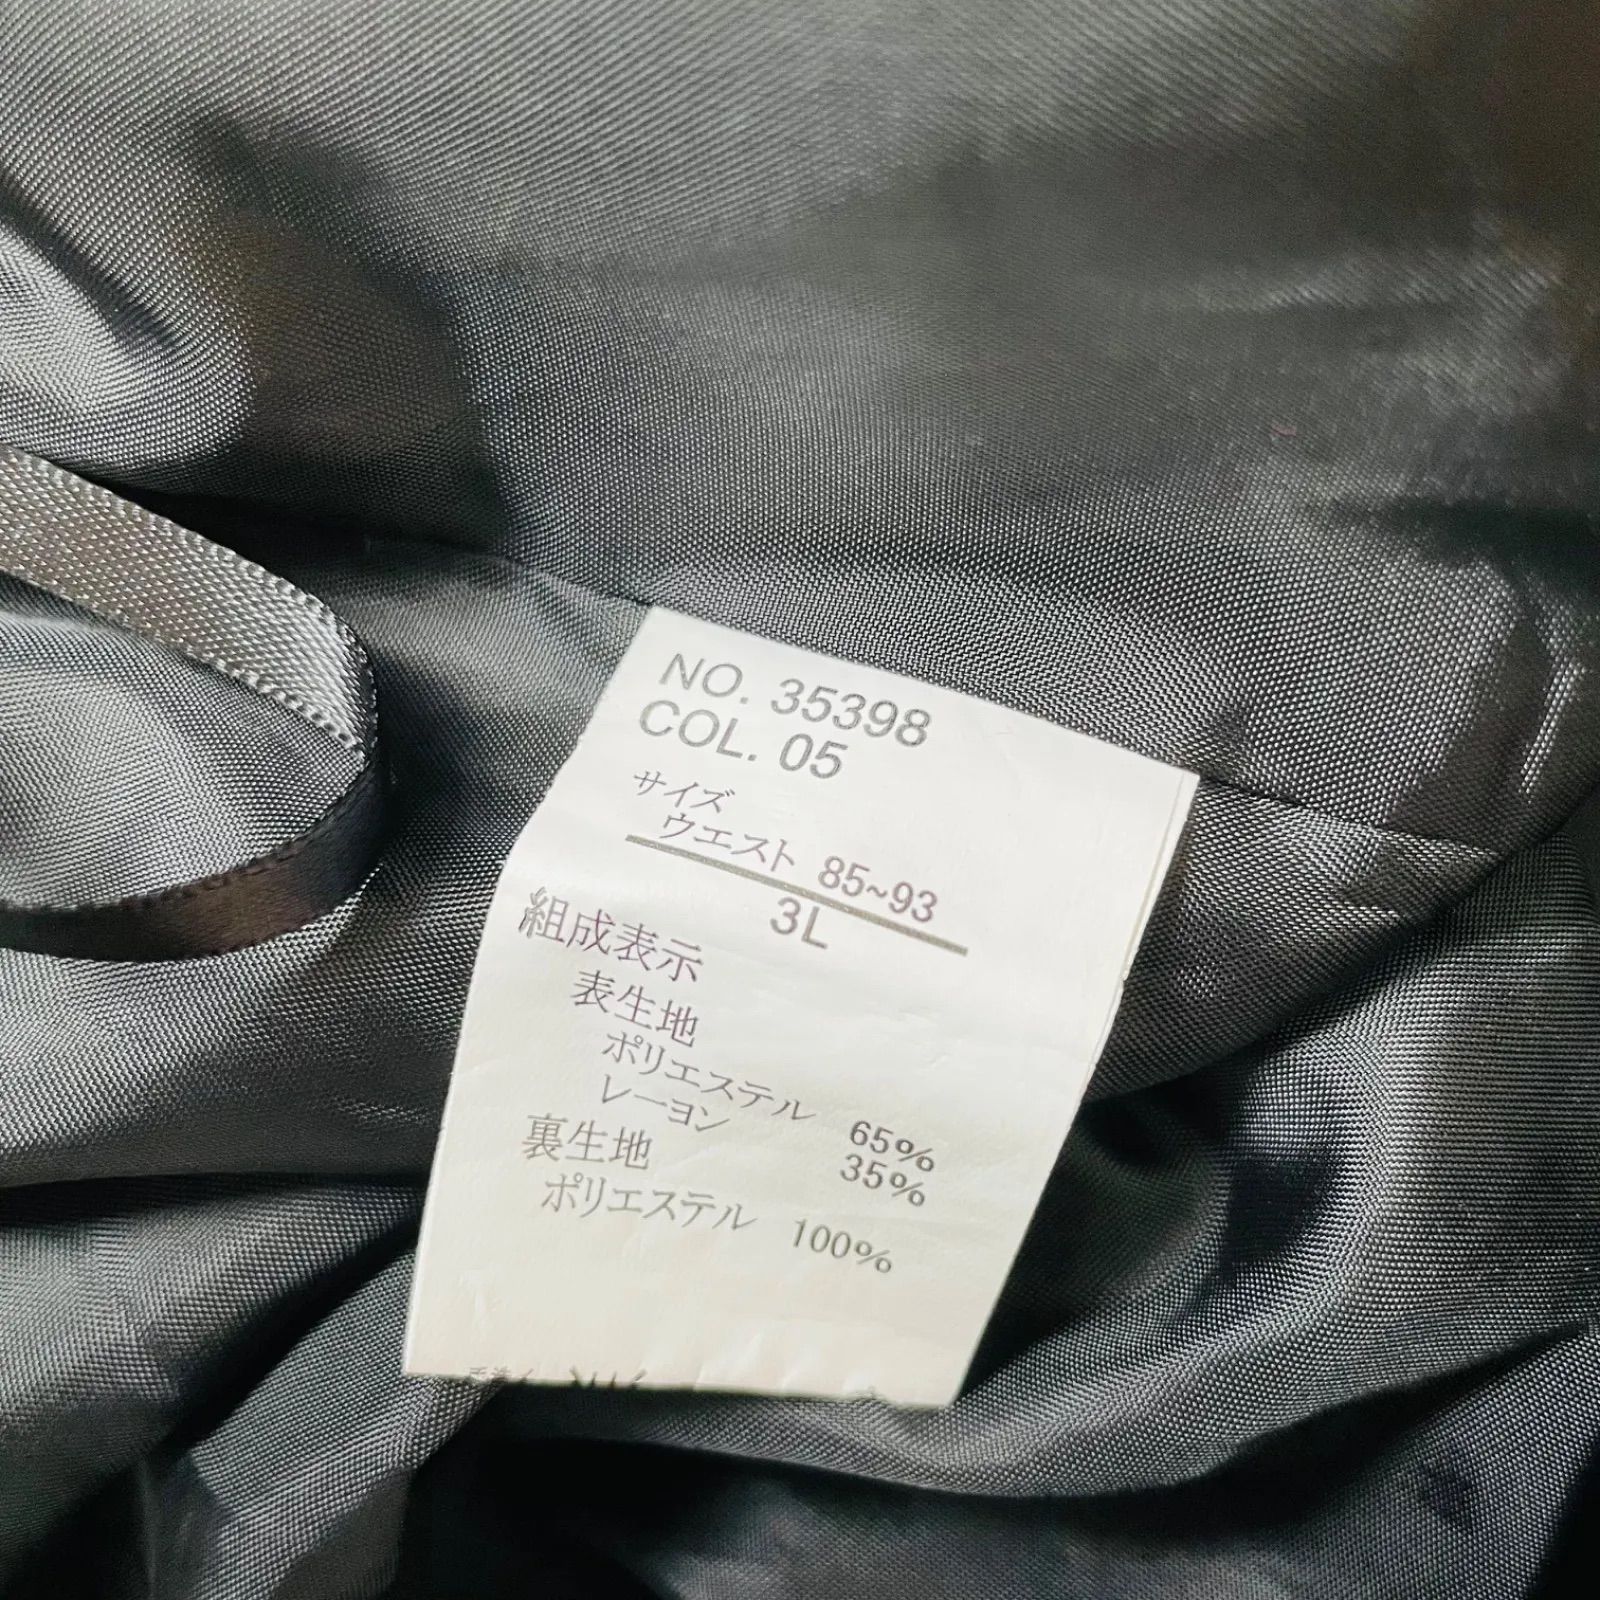 NO. 35398
COL. 05
サイズ
ウエスト 85~93
3L
組成表示
表生地
ポリエステル 65%
レーヨン 35%
裏生地
ポリエステル 100%